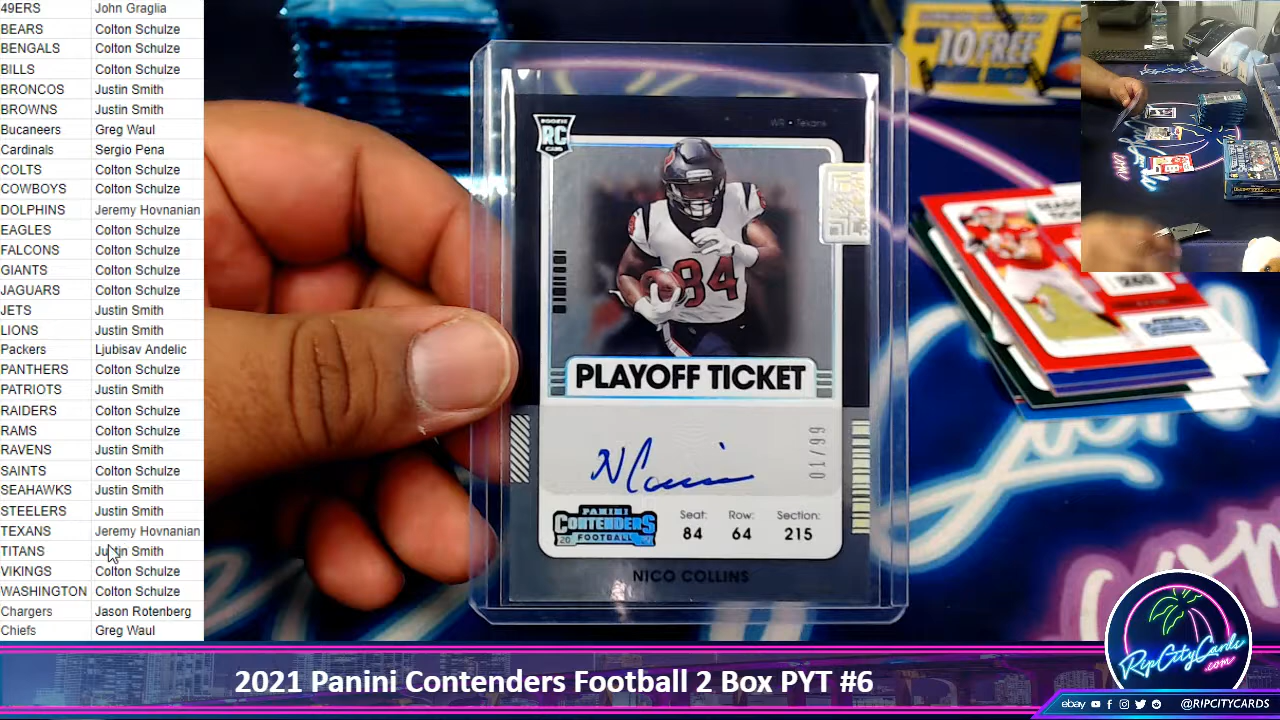 49ERS John Graglia
BEARS Colton Schulze
BENGALS Colton Schulze
BILLS Colton Schulze
BRONCOS Justin Smith
BROWNS Justin Smith
Bucaneers Greg Waul
Cardinals Sergio Pena
COLTS Colton Schulze
COWBOYS Colton Schulze
DOLPHINS Jeremy Hovnanian
EAGLES Colton Schulze
FALCONS Colton Schulze
GIANTS Colton Schulze
JAGUARS Colton Schulze
JETS Justin Smith
LIONS Justin Smith
Packers Ljubisav Andelic
PANTHERS Colton Schulze
PATRIOTS Justin Smith
RAIDERS Colton Schulze
RAMS Colton Schulze
RAVENS Justin Smith
SAINTS Colton Schulze
SEAHAWKS Justin Smith
STEELERS Justin Smith
TEXANS Jeremy Hovnanian
TITANS Justin Smith
VIKINGS Colton Schulze
WASHINGTON Colton Schulze
Chargers Jason Rotenberg
Chiefs Greg Waul
10 FREE
RC
WR • Texans
84
84
PLAYOFF TICKET
01/99
PANINI
CONTENDERS
FOOTBALL
Seat: Row: Section:
84 64 215
NICO COLLINS
2021 Panini Contenders Football 2 Box PYT #6
RipCityCards
.com
ebay @RIPCITYCARDS